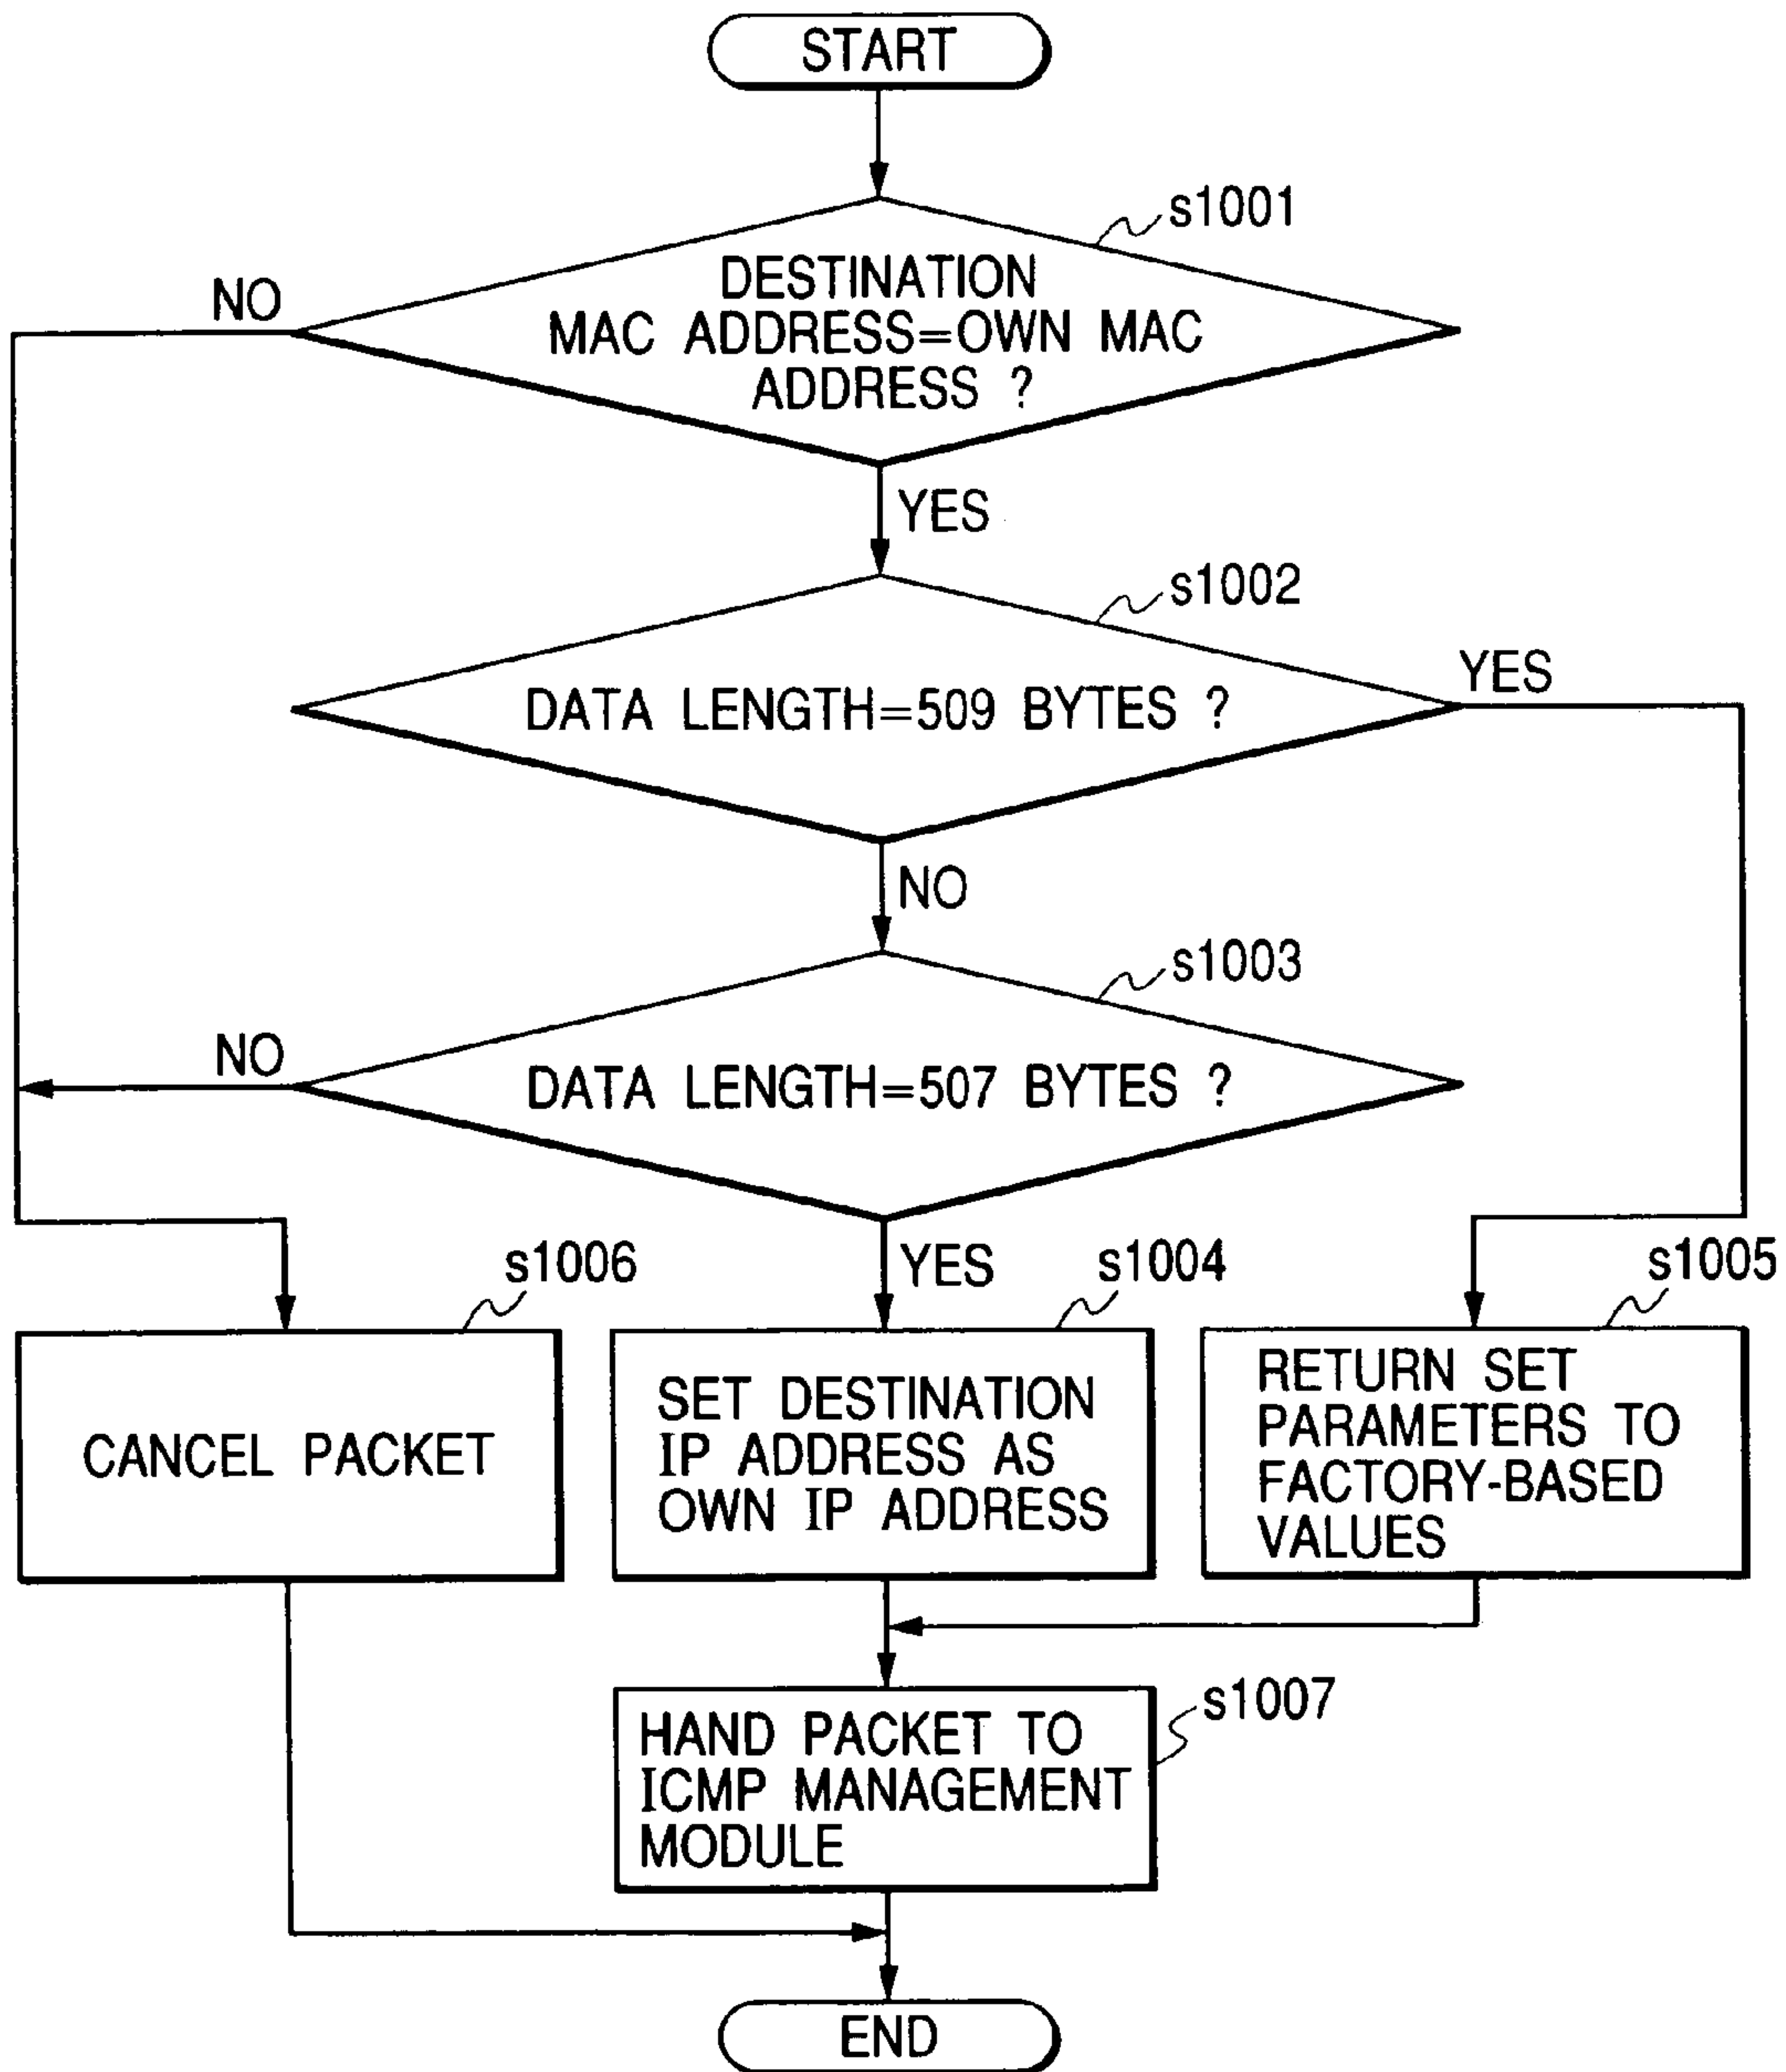 START
s1001
NO
DESTINATION
MAC ADDRESS=OWN MAC
ADDRESS ?
YES
s1002
YES
DATA LENGTH=509 BYTES ?
NO
s1003
NO
DATA LENGTH=507 BYTES ?
YES
s1006
CANCEL PACKET
s1004
SET DESTINATION
IP ADDRESS AS
OWN IP ADDRESS
s1005
RETURN SET
PARAMETERS TO
FACTORY-BASED
VALUES
s1007
HAND PACKET TO
ICMP MANAGEMENT
MODULE
END